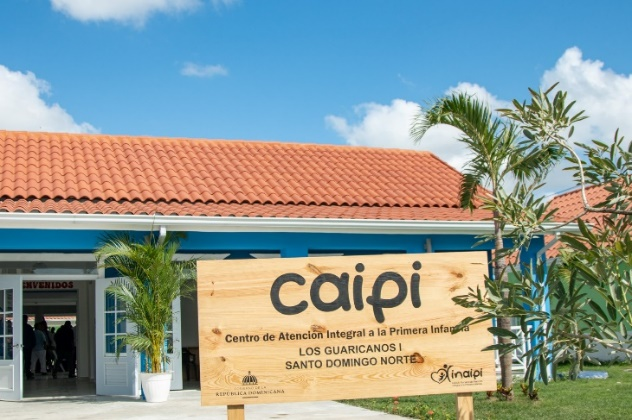 BIENVENIDOS
caipi
Centro de Atención Integral a la Primera Infancia
LOS GUARICANOS I
SANTO DOMINGO NORTE
REPÚBLICA DOMINICANA
inaipi